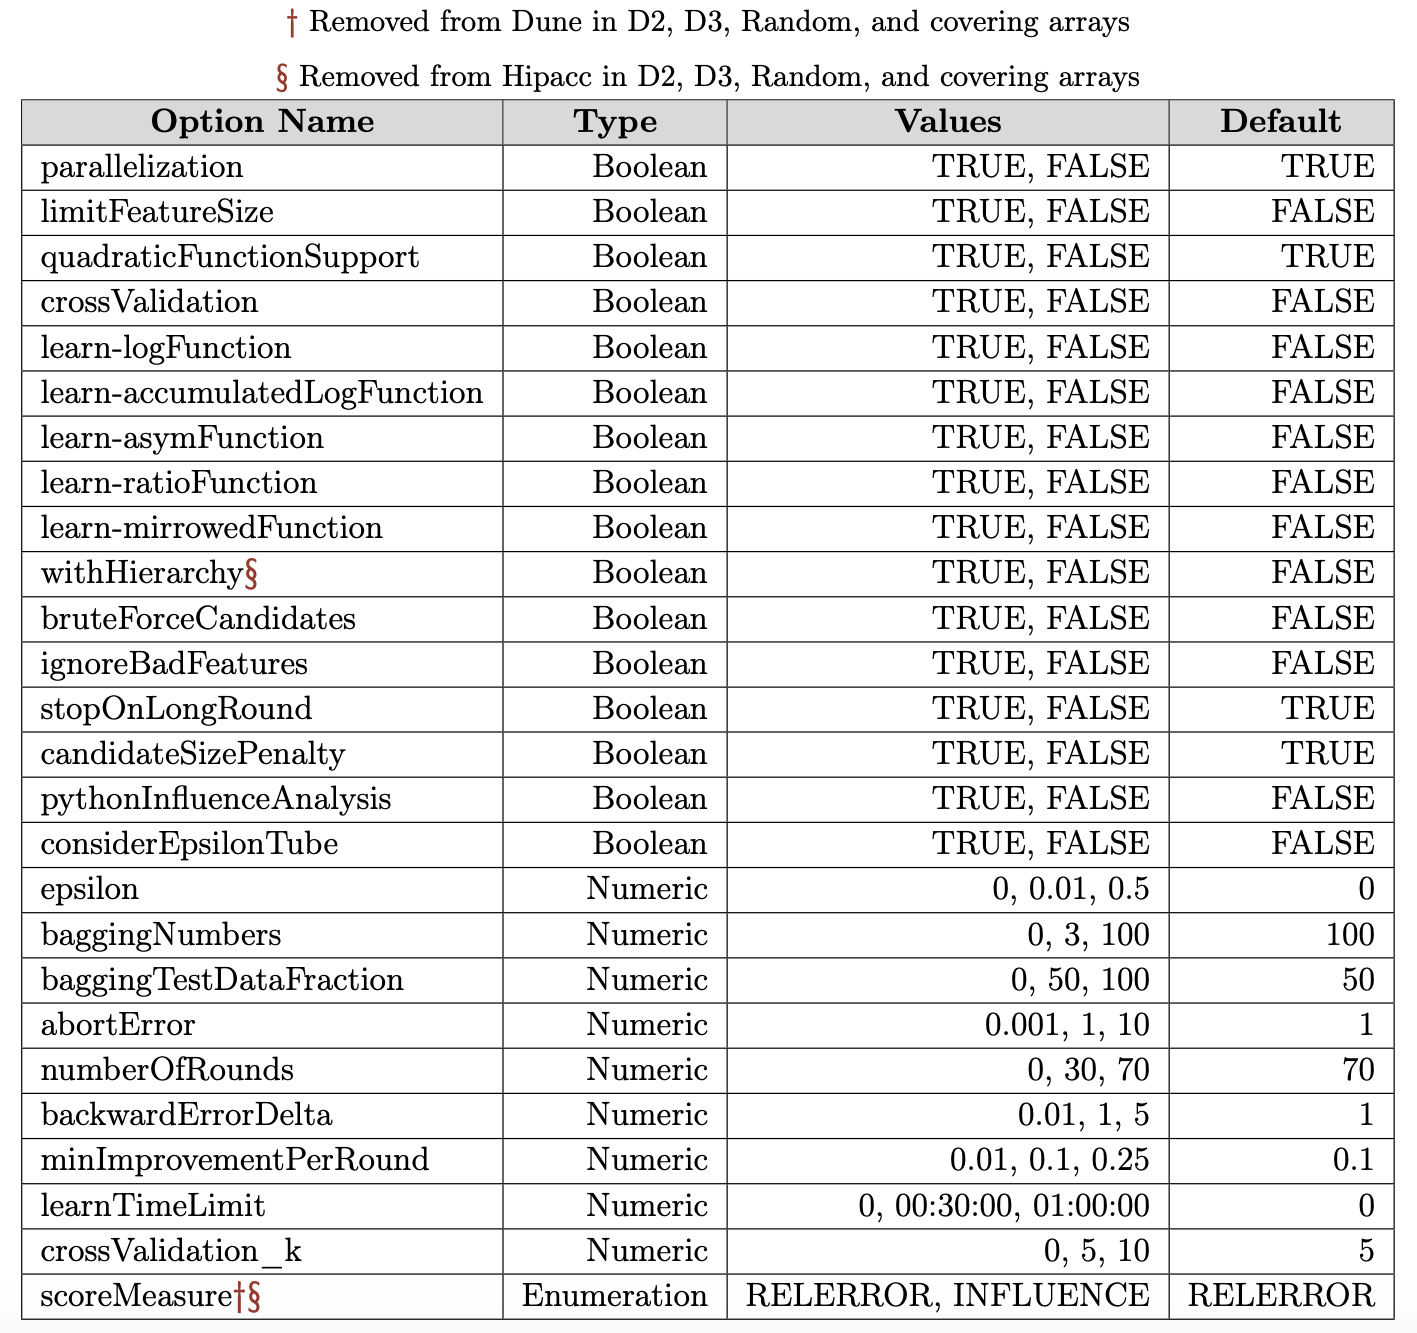 † Removed from Dune in D2, D3, Random, and covering arrays
§ Removed from Hipacc in D2, D3, Random, and covering arrays
Option Name Type Values Default
parallelization Boolean TRUE, FALSE TRUE
limitFeatureSize Boolean TRUE, FALSE FALSE
quadraticFunctionSupport Boolean TRUE, FALSE TRUE
crossValidation Boolean TRUE, FALSE FALSE
learn-logFunction Boolean TRUE, FALSE FALSE
learn-accumulatedLogFunction Boolean TRUE, FALSE FALSE
learn-asymFunction Boolean TRUE, FALSE FALSE
learn-ratioFunction Boolean TRUE, FALSE FALSE
learn-mirrowedFunction Boolean TRUE, FALSE FALSE
withHierarchy§ Boolean TRUE, FALSE FALSE
bruteForceCandidates Boolean TRUE, FALSE FALSE
ignoreBadFeatures Boolean TRUE, FALSE FALSE
stopOnLongRound Boolean TRUE, FALSE TRUE
candidateSizePenalty Boolean TRUE, FALSE TRUE
pythonInfluenceAnalysis Boolean TRUE, FALSE FALSE
considerEpsilonTube Boolean TRUE, FALSE FALSE
epsilon Numeric 0, 0.01, 0.5 0
baggingNumbers Numeric 0, 3, 100 100
baggingTestDataFraction Numeric 0, 50, 100 50
abortError Numeric 0.001, 1, 10 1
numberOfRounds Numeric 0, 30, 70 70
backwardErrorDelta Numeric 0.01, 1, 5 1
minImprovementPerRound Numeric 0.01, 0.1, 0.25 0.1
learnTimeLimit Numeric 0, 00:30:00, 01:00:00 0
crossValidation_k Numeric 0, 5, 10 5
scoreMeasure†§ Enumeration RELERROR, INFLUENCE RELERROR